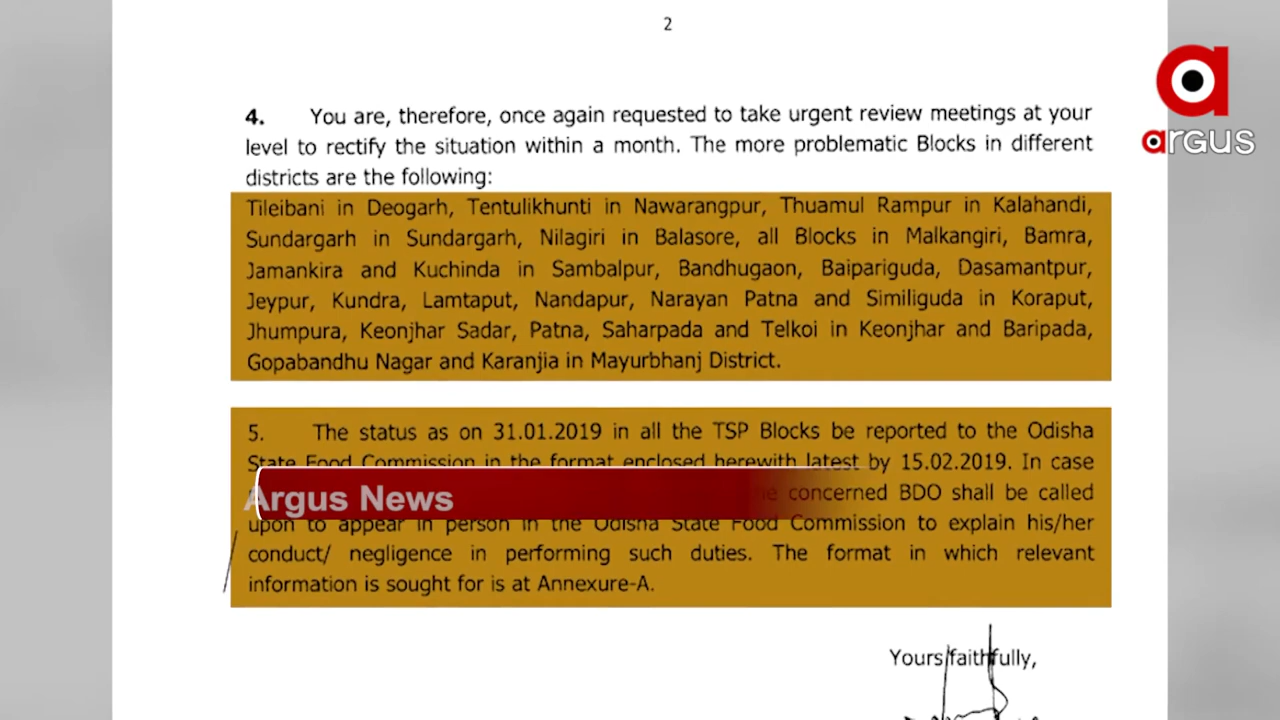 2
argus
4. You are, therefore, once again requested to take urgent review meetings at your
level to rectify the situation within a month. The more problematic Blocks in different
districts are the following:
Tileibani in Deogarh, Tentulikhunti in Nawarangpur, Thuamul Rampur in Kalahandi,
Sundargarh in Sundargarh, Nilagiri in Balasore, all Blocks in Malkangiri, Bamra,
Jamankira and Kuchinda in Sambalpur, Bandhugaon, Baipariguda, Dasamantpur,
Jeypur, Kundra, Lamtaput, Nandapur, Narayan Patna and Similiguda in Koraput,
Jhumpura, Keonjhar Sadar, Patna, Saharpada and Telkoi in Keonjhar and Baripada,
Gopabandhu Nagar and Karanjia in Mayurbhanj District.
5. The status as on 31.01.2019 in all the TSP Blocks be reported to the Odisha
State Food Commission in the format enclosed herewith latest by 15.02.2019. In case
Argus News
concerned BDO shall be called
upon to appear in person in the Odisha State Food Commission to explain his/her
conduct/ negligence in performing such duties. The format in which relevant
information is sought for is at Annexure-A.
Yours faithfully,